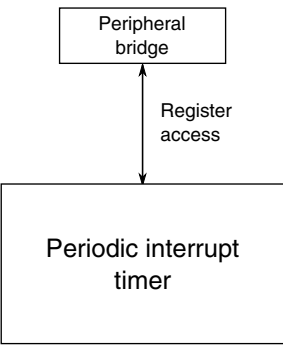 Peripheral
bridge
Register
access
Periodic interrupt
timer